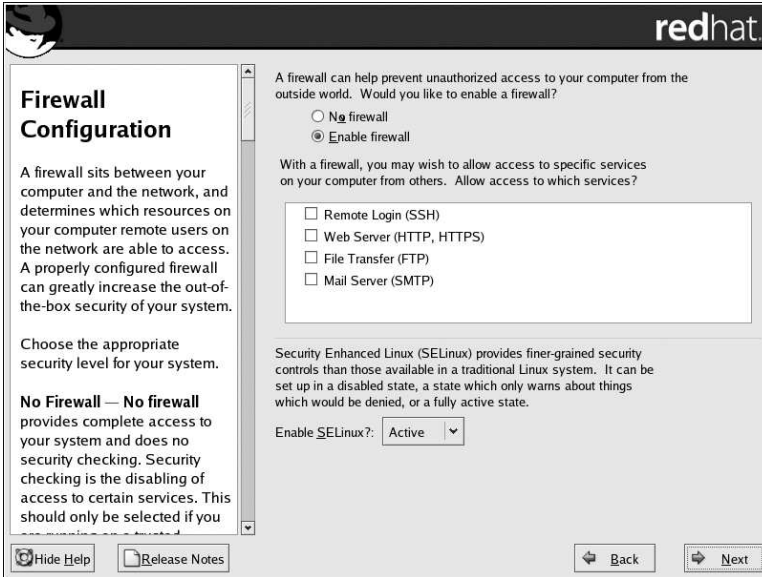 redhat.
Firewall
Configuration
A firewall sits between your
computer and the network, and
determines which resources on
your computer remote users on
the network are able to access.
A properly configured firewall
can greatly increase the out-of-
the-box security of your system.
Choose the appropriate
security level for your system.
No Firewall — No firewall
provides complete access to
your system and does no
security checking. Security
checking is the disabling of
access to certain services. This
should only be selected if you
A firewall can help prevent unauthorized access to your computer from the
outside world. Would you like to enable a firewall?
No firewall
Enable firewall
With a firewall, you may wish to allow access to specific services
on your computer from others. Allow access to which services?
Remote Login (SSH)
Web Server (HTTP, HTTPS)
File Transfer (FTP)
Mail Server (SMTP)
Security Enhanced Linux (SELinux) provides finer-grained security
controls than those available in a traditional Linux system. It can be
set up in a disabled state, a state which only warns about things
which would be denied, or a fully active state.
Enable SELinux?: Active
Hide Help
Release Notes
Back
Next